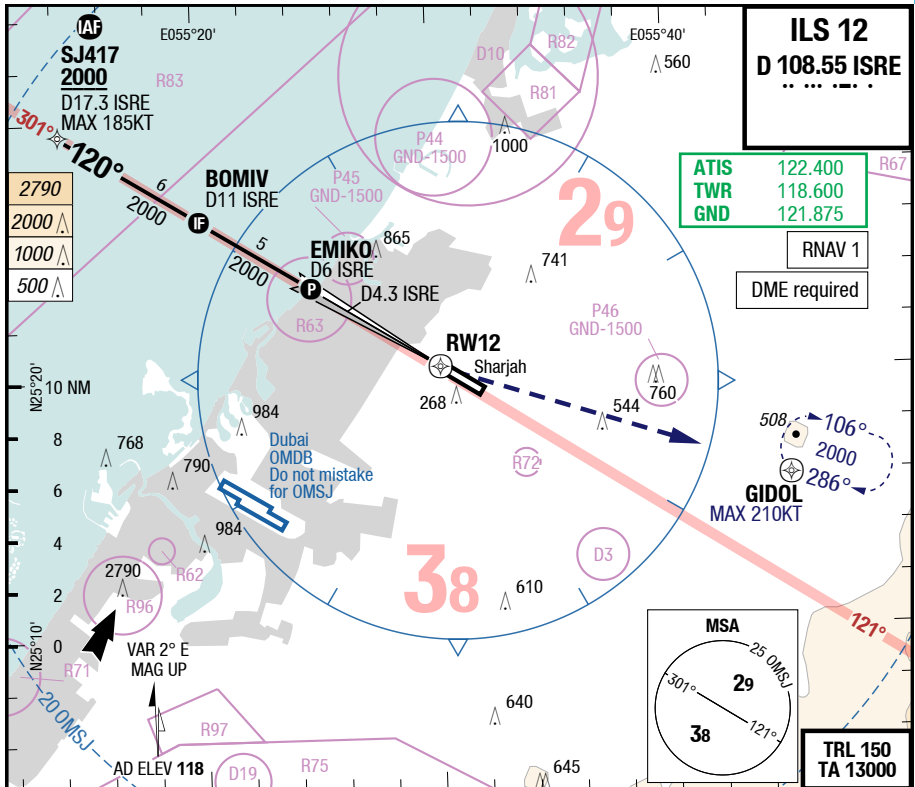 IAF
SJ417
2000
D17.3 ISRE
MAX 185KT
E055°20'
E055°40'
R83
D10
R82
R81
560
1000
P44
GND-1500
P45
GND-1500
ILS 12
D 108.55 ISRE
ATIS 122.400
TWR 118.600
GND 121.875
R67
RNAV 1
DME required
301°
120°
6
2000
BOMIV
D11 ISRE
IF
5
2000
EMIKO
D6 ISRE
P
D4.3 ISRE
R63
865
29
741
P46
GND-1500
760
2790
2000
1000
500
RW12
Sharjah
268
544
N25°20'
10 NM
8
6
4
2
0
N25°10'
984
768
790
984
Dubai
OMDB
Do not mistake
for OMSJ
R72
508
106°
2000
286°
GIDOL
MAX 210KT
D3
38
610
2790
R96
R62
R71
20 OMSJ
VAR 2° E
MAG UP
AD ELEV 118
R97
D19
R75
640
645
121°
MSA
25 OMSJ
301°
29
38
121°
TRL 150
TA 13000